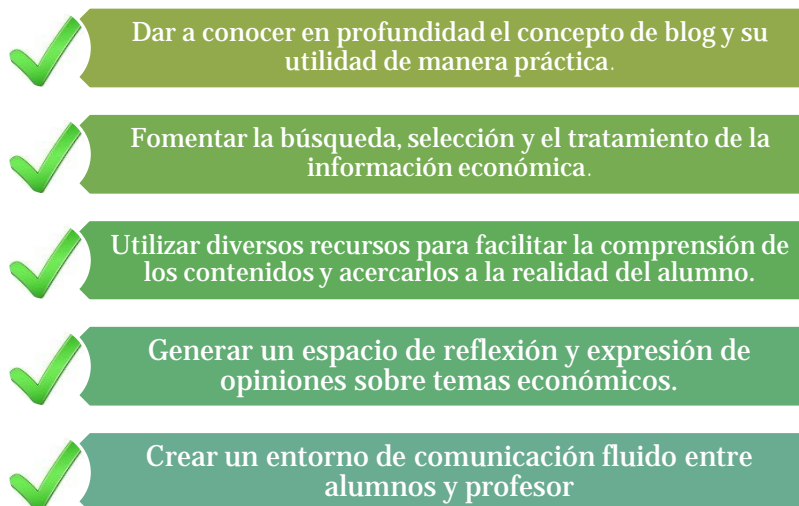 Dar a conocer en profundidad el concepto de blog y su
utilidad de manera práctica.
Fomentar la búsqueda, selección y el tratamiento de la
información económica.
Utilizar diversos recursos para facilitar la comprensión de
los contenidos y acercarlos a la realidad del alumno.
Generar un espacio de reflexión y expresión de
opiniones sobre temas económicos.
Crear un entorno de comunicación fluido entre
alumnos y profesor